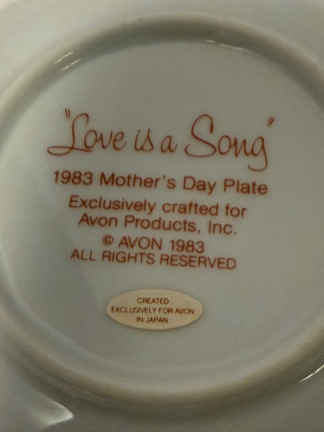 "Love is a Song"
1983 Mother's Day Plate
Exclusively crafted for
Avon Products, Inc.
© AVON 1983
ALL RIGHTS RESERVED
CREATED
EXCLUSIVELY FOR AVON
IN JAPAN